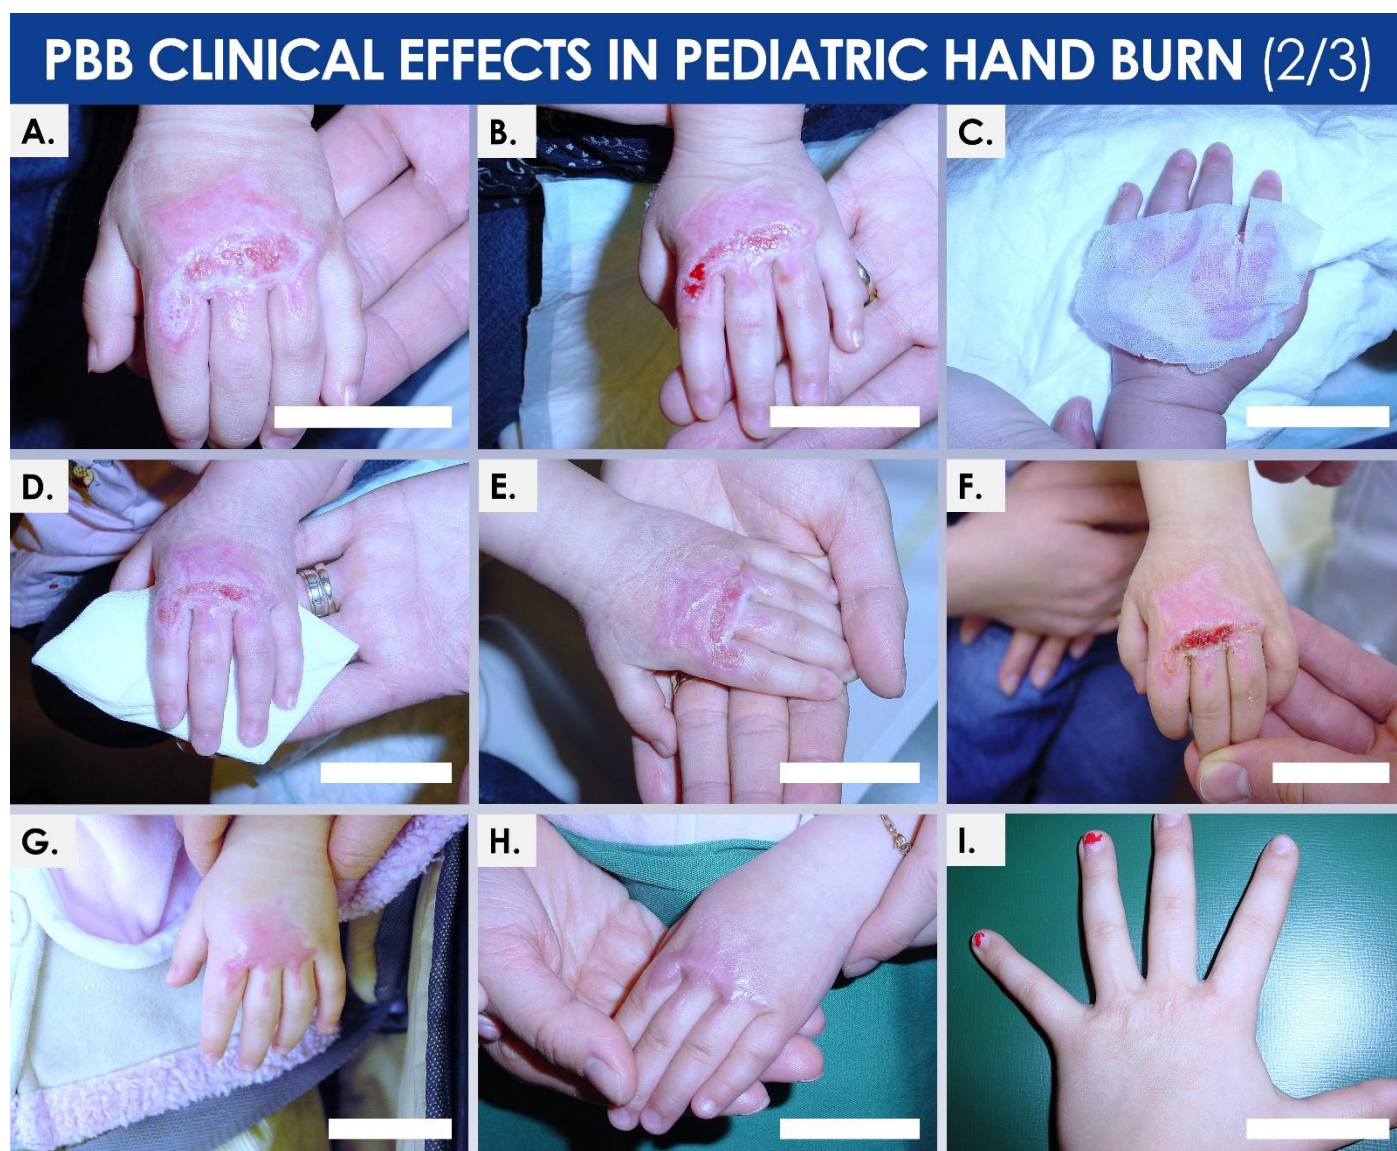 PBB CLINICAL EFFECTS IN PEDIATRIC HAND BURN (2/3)
A.
B.
C.
D.
E.
F.
G.
H.
I.